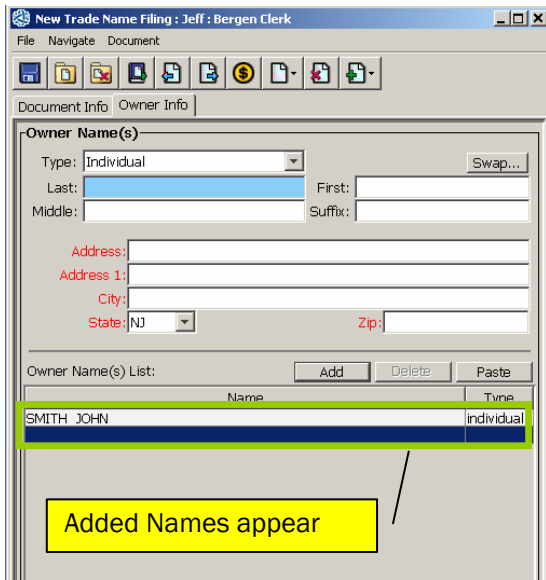 New Trade Name Filing : Jeff : Bergen Clerk
File Navigate Document
Document Info Owner Info
Owner Name(s)
Type: Individual Swap...
Last: First:
Middle: Suffix:
Address:
Address 1:
City:
State: NJ Zip:
Owner Name(s) List: Add Delete Paste
Name Type
SMITH JOHN individual
Added Names appear